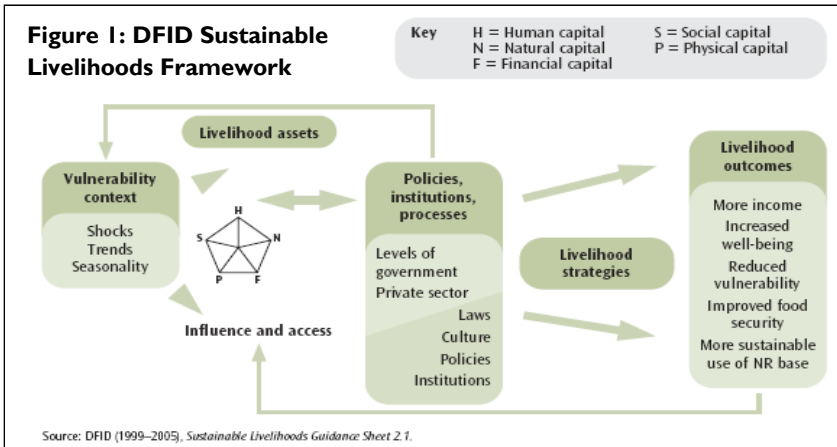 Figure 1: DFID Sustainable
Livelihoods Framework
Key
H = Human capital
N = Natural capital
F = Financial capital
S = Social capital
P = Physical capital
Livelihood assets
Vulnerability
context
Shocks
Trends
Seasonality
H
S
N
P
F
Influence and access
Policies,
institutions,
processes
Levels of
government
Private sector
Laws
Culture
Policies
Institutions
Livelihood
strategies
Livelihood
outcomes
More income
Increased
well-being
Reduced
vulnerability
Improved food
security
More sustainable
use of NR base
Source: DFID (1999–2005), Sustainable Livelihoods Guidance Sheet 2.1.